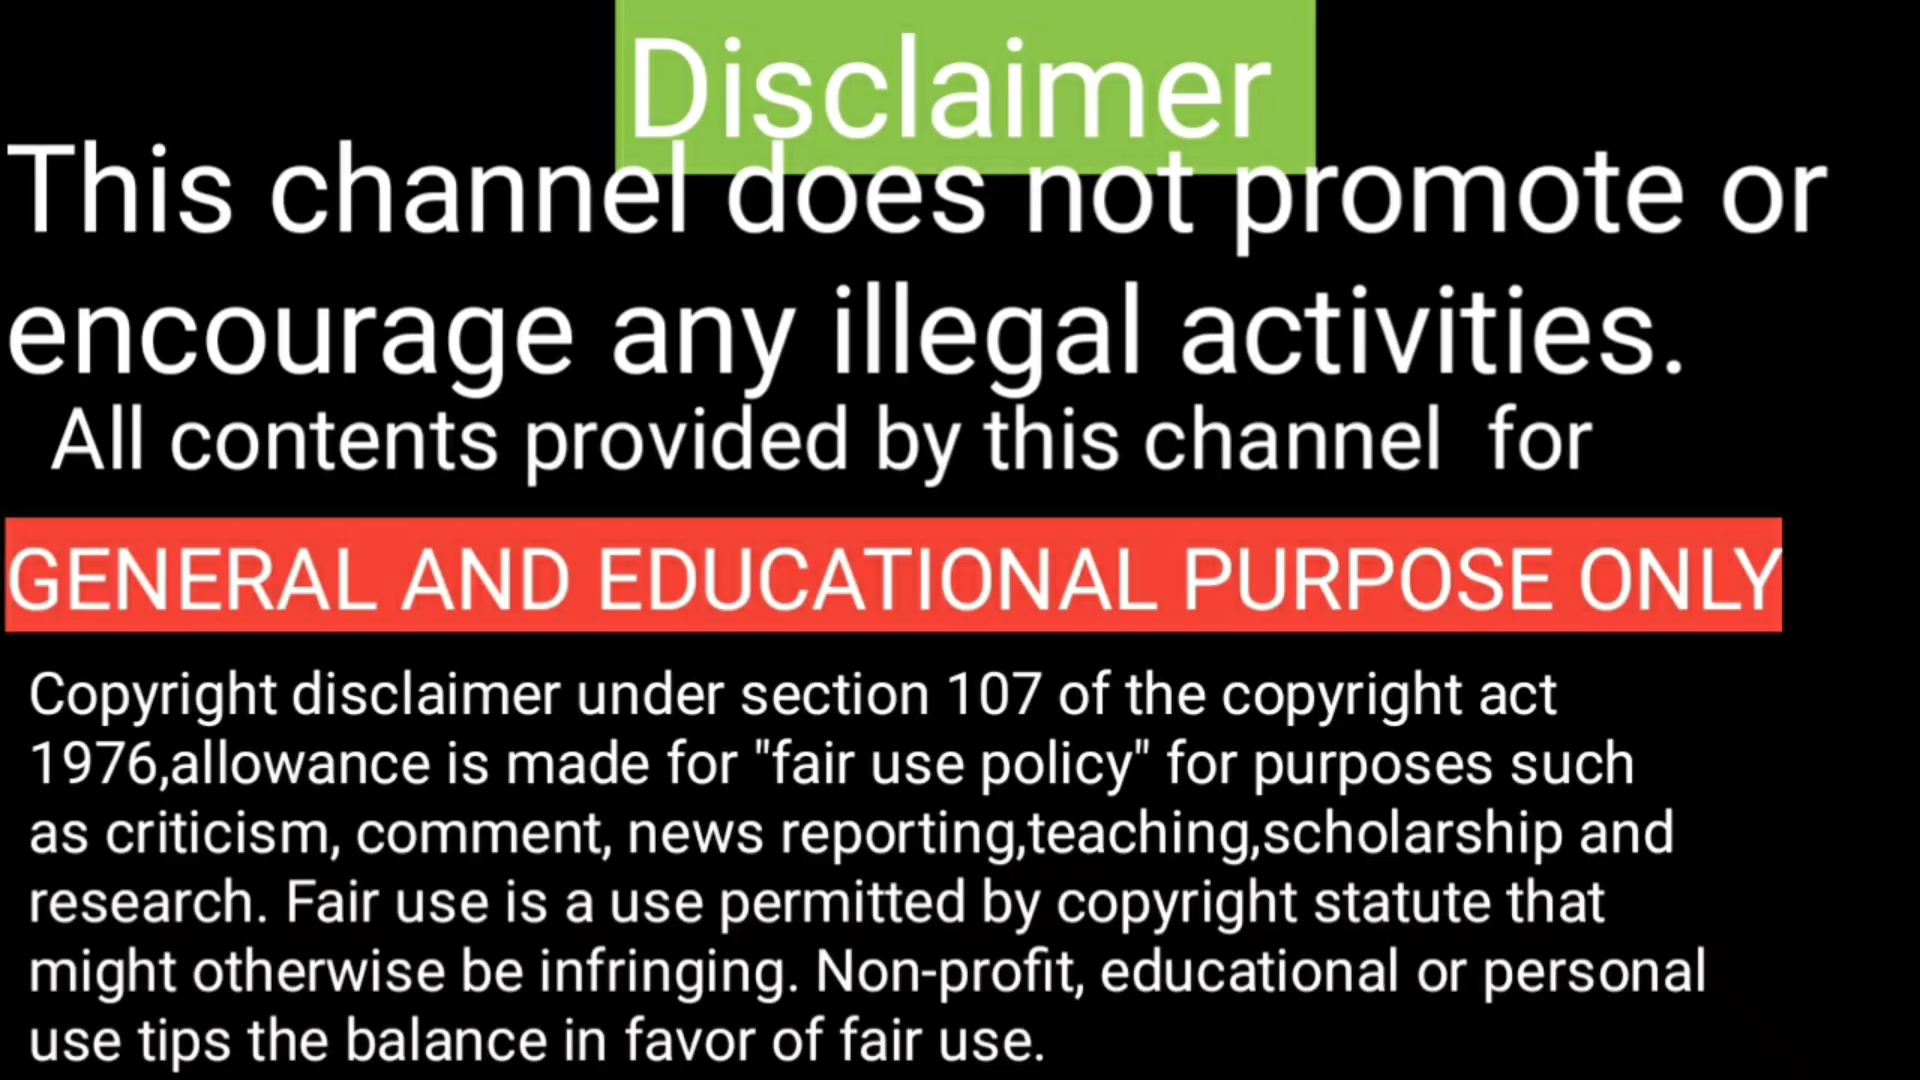 Disclaimer
This channel does not promote or
encourage any illegal activities.
All contents provided by this channel  for
GENERAL AND EDUCATIONAL PURPOSE ONLY
Copyright disclaimer under section 107 of the copyright act
1976,allowance is made for "fair use policy" for purposes such
as criticism, comment, news reporting,teaching,scholarship and
research. Fair use is a use permitted by copyright statute that
might otherwise be infringing. Non-profit, educational or personal
use tips the balance in favor of fair use.